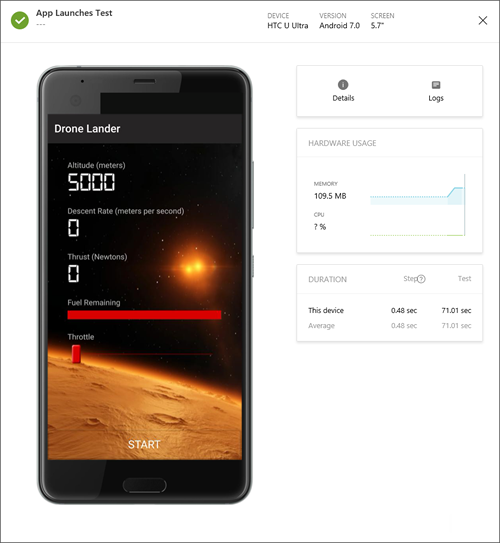 App Launches Test
---
DEVICE VERSION SCREEN
HTC U Ultra Android 7.0 5.7"
Details Logs
Drone Lander
Altitude (meters)
5000
Descent Rate (meters per second)
0
Thrust (Newtons)
0
Fuel Remaining
Throttle
START
HARDWARE USAGE
MEMORY
109.5 MB
CPU
? %
DURATION Step ? Test
This device 0.48 sec 71.01 sec
Average 0.48 sec 71.01 sec